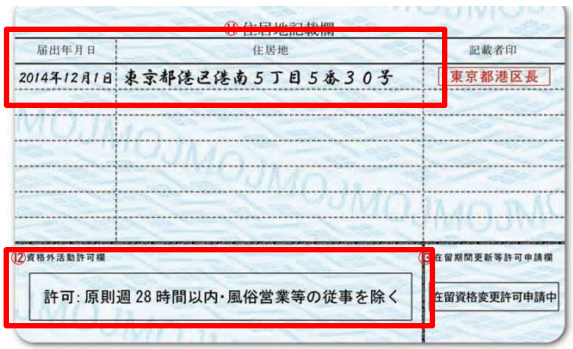 ⑭住居地記載欄
届出年月日 住居地 記載者印
2014年12月1日 東京都港区港南5丁目5番30号 東京都港区長
MOJMOJMOJMOJMOJMO
⑫資格外活動許可欄 ⑬在留期間更新等許可申請欄
許可:原則週28時間以内・風俗営業等の従事を除く 在留資格変更許可申請中